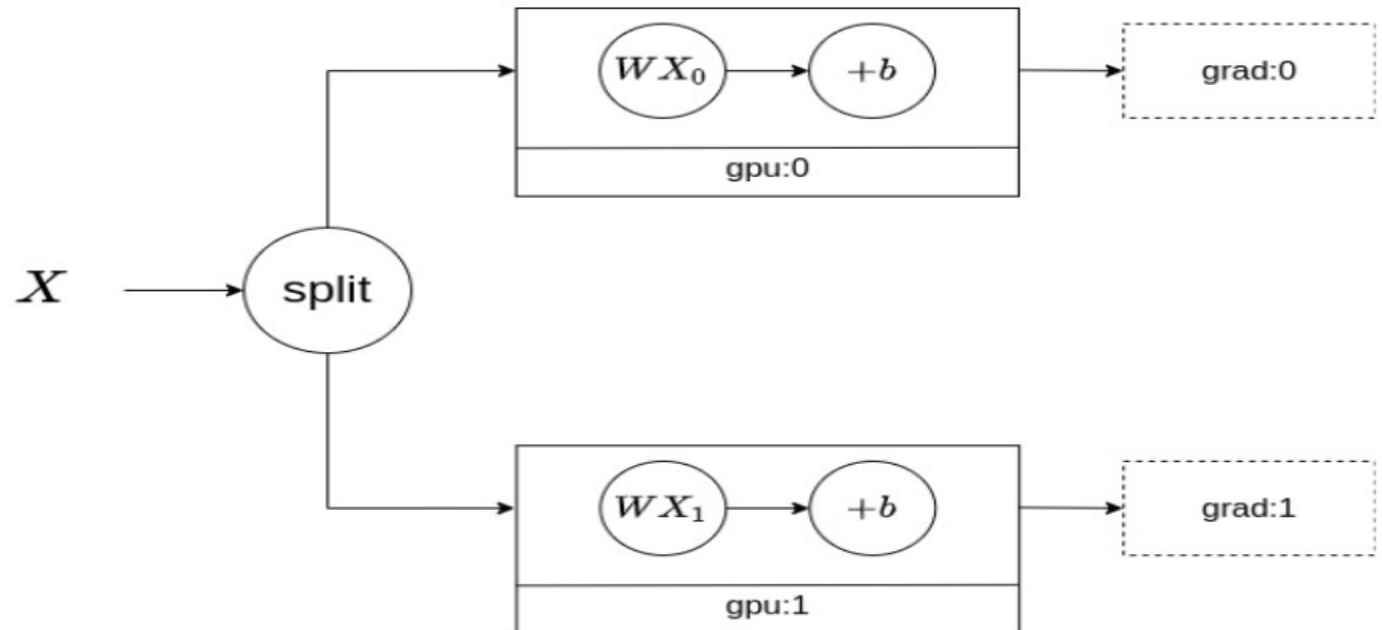 WX₀ +b grad:0
gpu:0
X split
WX₁ +b grad:1
gpu:1